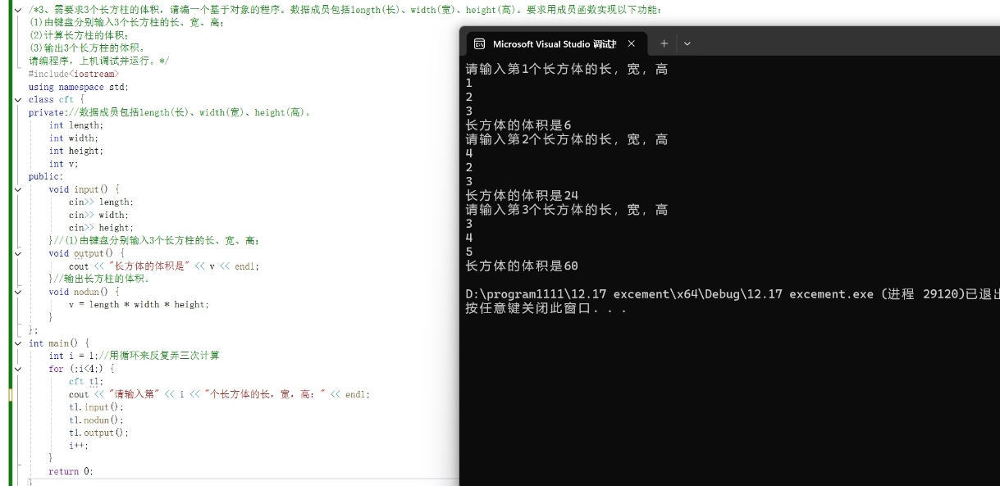 /*3、需要求3个长方柱的体积，请编一个基于对象的程序。数据成员包括length(长)、width(宽)、height(高)。要求用成员函数实现以下功能：
(1)由键盘分别输入3个长方柱的长、宽、高；
(2)计算长方柱的体积；
(3)输出3个长方柱的体积。
请编程序，上机调试并运行。*/
#include<iostream>
using namespace std;
class cft {
private://数据成员包括length(长)、width(宽)、height(高)。
int length;
int width;
int height;
int v;
public:
void input() {
cin>> length;
cin>> width;
cin>> height;
}//(1)由键盘分别输入3个长方柱的长、宽、高；
void output() {
cout << "长方体的体积是" << v << endl;
}//输出长方柱的体积。
void nodun() {
v = length * width * height;
}
};
int main() {
int i = 1;//用循环来反复弄三次计算
for (;i<4;) {
cft tl;
cout << "请输入第" << i << "个长方体的长，宽，高：" << endl;
tl.input();
tl.nodun();
tl.output();
i++;
}
return 0;
}
Microsoft Visual Studio 调试
请输入第1个长方体的长，宽，高
1
2
3
长方体的体积是6
请输入第2个长方体的长，宽，高
4
2
3
长方体的体积是24
请输入第3个长方体的长，宽，高
3
4
5
长方体的体积是60
D:\program1111\12.17 excement\x64\Debug\12.17 excement.exe (进程 29120)已退出
按任意键关闭此窗口. . .